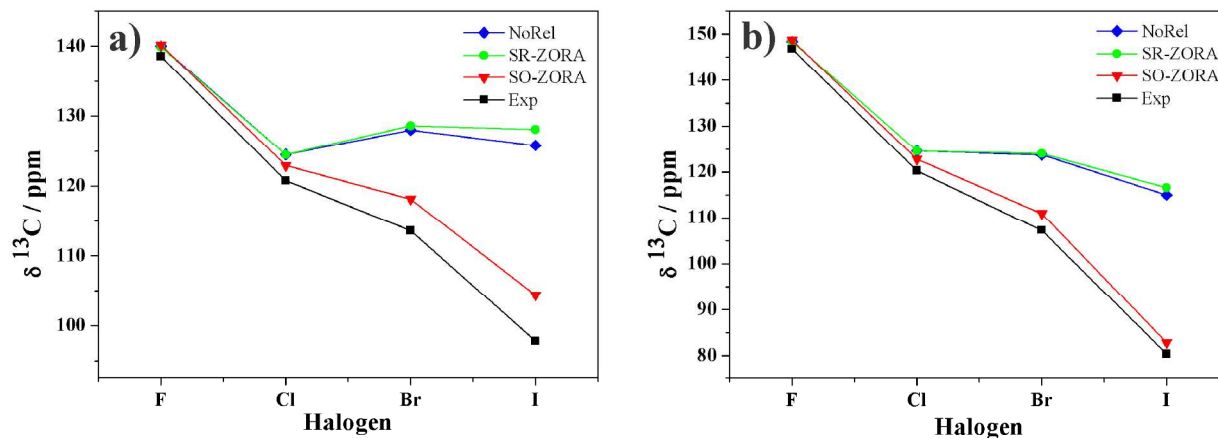 a)
NoRel
SR-ZORA
SO-ZORA
Exp
140
130
120
110
100
δ ¹³C / ppm
F
Cl
Br
I
Halogen
b)
NoRel
SR-ZORA
SO-ZORA
Exp
150
140
130
120
110
100
90
80
δ ¹³C / ppm
F
Cl
Br
I
Halogen